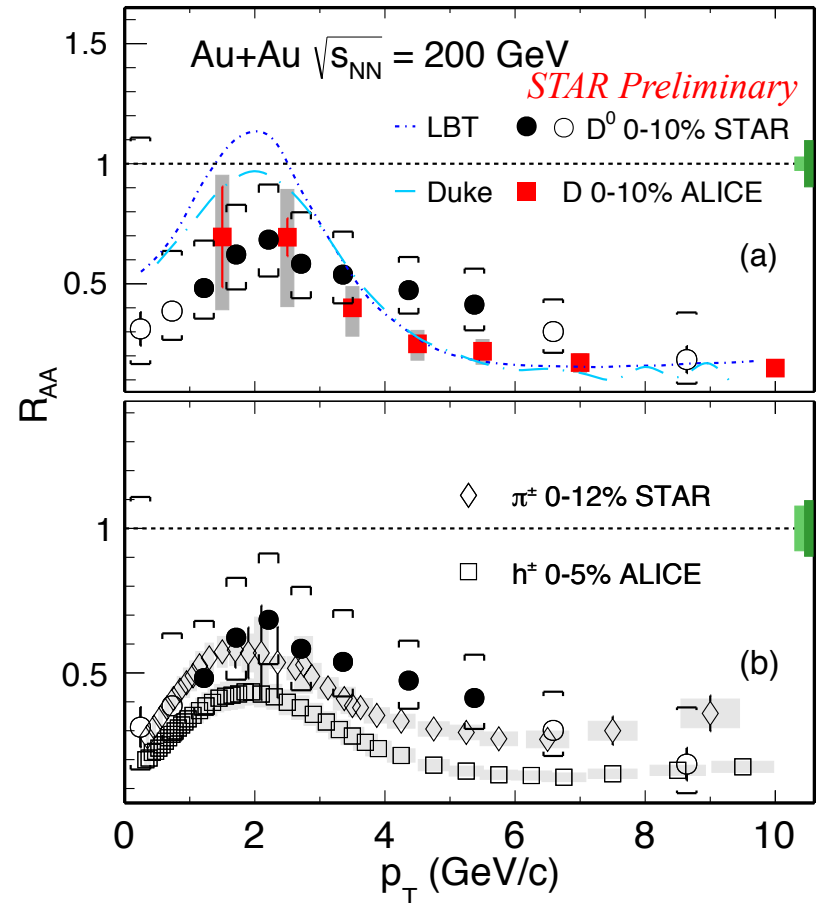 1.5
Au+Au √s_NN = 200 GeV
STAR Preliminary
LBT
D⁰ 0-10% STAR
1
Duke
D 0-10% ALICE
(a)
0.5
R_AA
π± 0-12% STAR
1
h± 0-5% ALICE
(b)
0.5
0 2 4 6 8 10
p_T (GeV/c)